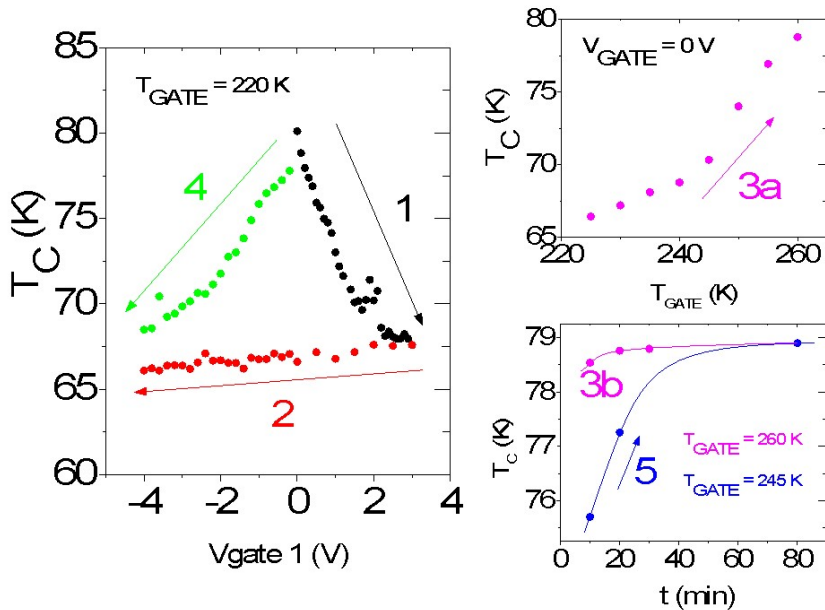 85
80
75
70
65
60
T_C (K)
T_GATE = 220 K
4
1
2
-4
-2
0
2
4
Vgate 1 (V)
80
75
70
65
T_C (K)
V_GATE = 0 V
3a
220
240
260
T_GATE (K)
79
78
77
76
T_C (K)
3b
5
T_GATE = 260 K
T_GATE = 245 K
0
20
40
60
80
t (min)